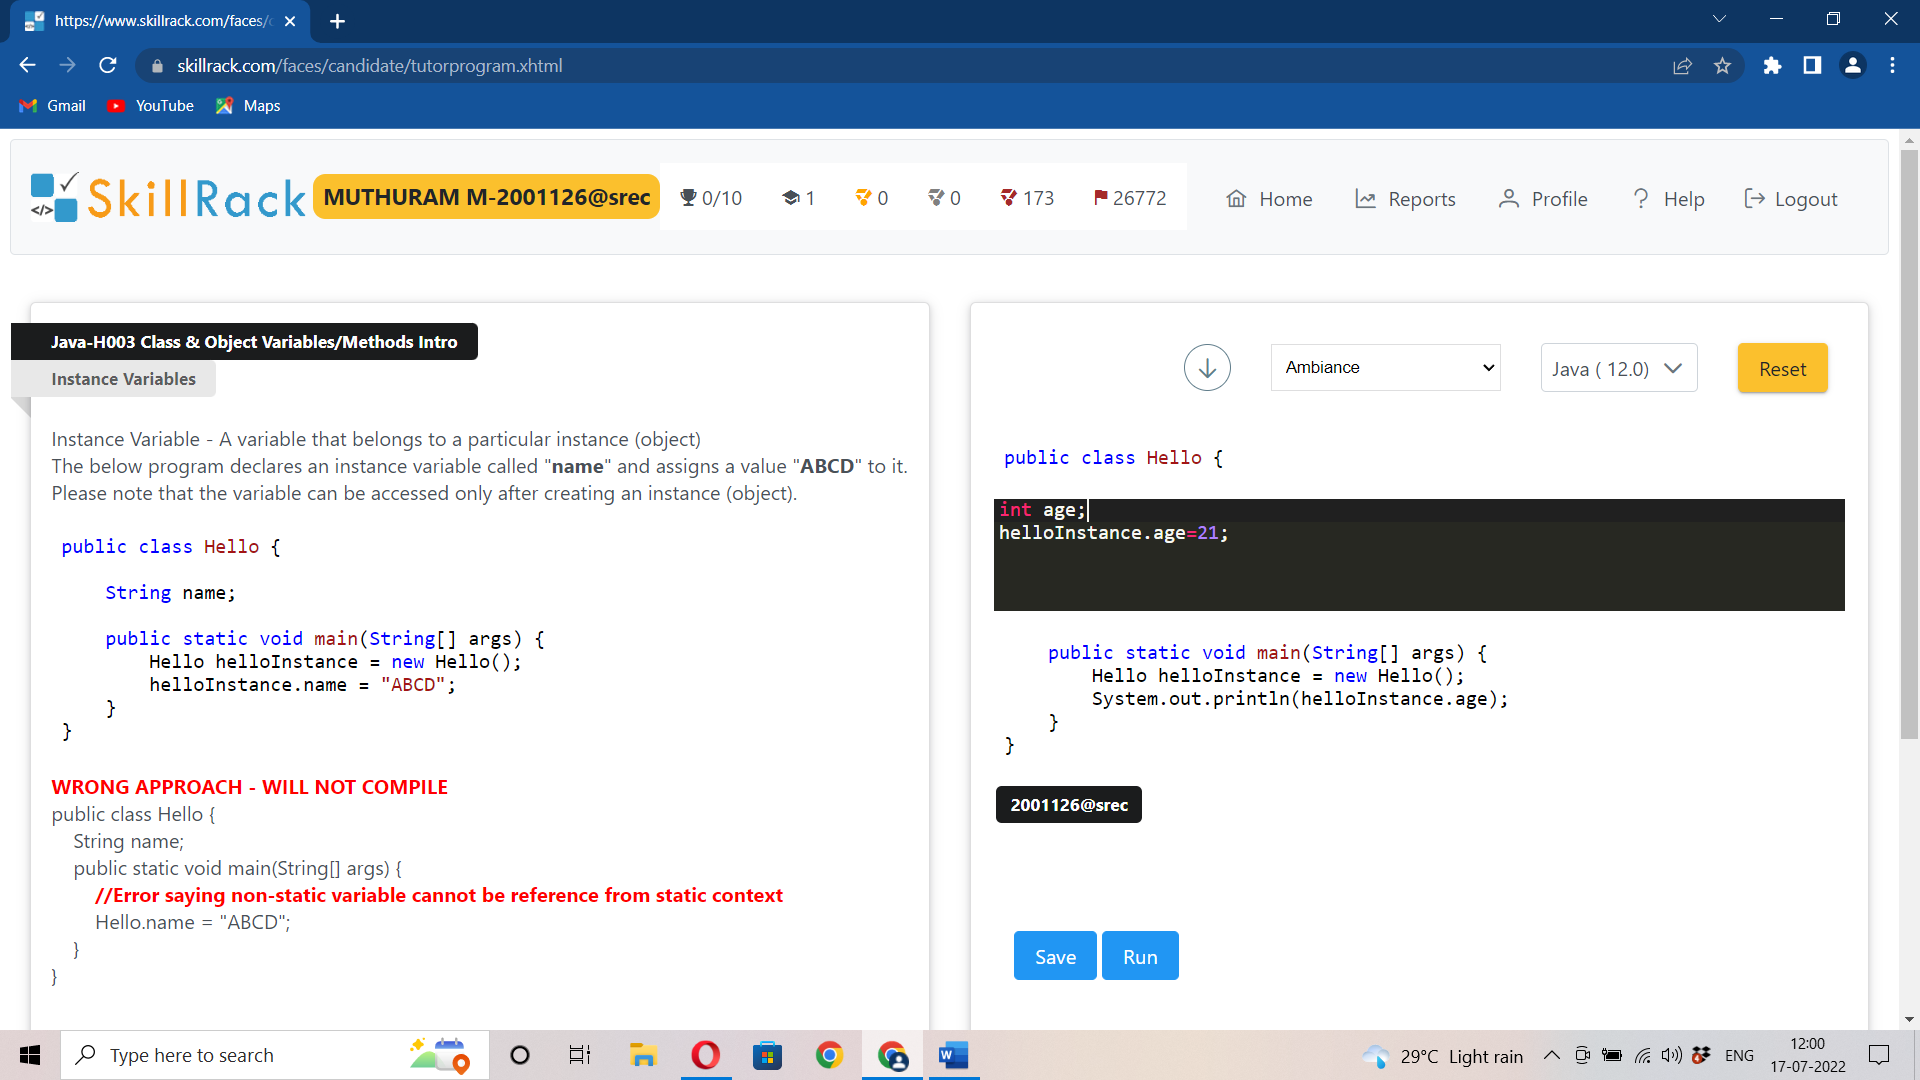 https://www.skillrack.com/faces/c
skillrack.com/faces/candidate/tutorprogram.xhtml
Gmail YouTube Maps
SkillRack MUTHURAM M-2001126@srec 0/10 1 0 0 173 26772 Home Reports Profile ? Help Logout
Java-H003 Class & Object Variables/Methods Intro
Instance Variables
Instance Variable - A variable that belongs to a particular instance (object)
The below program declares an instance variable called "name" and assigns a value "ABCD" to it.
Please note that the variable can be accessed only after creating an instance (object).
public class Hello {
String name;
public static void main(String[] args) {
Hello helloInstance = new Hello();
helloInstance.name = "ABCD";
}
}
WRONG APPROACH - WILL NOT COMPILE
public class Hello {
String name;
public static void main(String[] args) {
//Error saying non-static variable cannot be reference from static context
Hello.name = "ABCD";
}
}
Ambiance Java ( 12.0) Reset
public class Hello {
int age;
helloInstance.age=21;
public static void main(String[] args) {
Hello helloInstance = new Hello();
System.out.println(helloInstance.age);
}
}
2001126@srec
Save Run
Type here to search
29°C Light rain ENG 12:00
17-07-2022